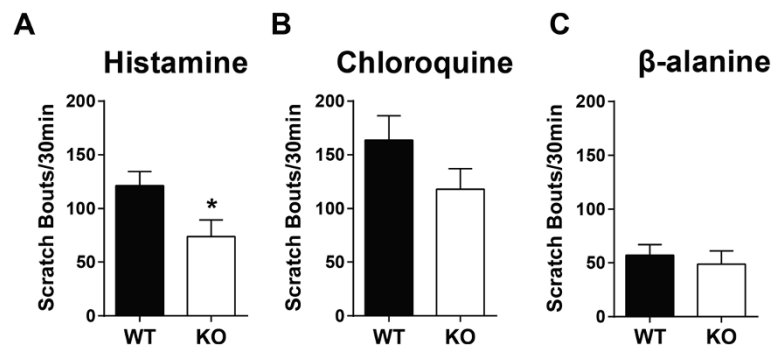 A
Histamine
Scratch Bouts/30min
200
150
100
50
0
*
WT KO
B
Chloroquine
Scratch Bouts/30min
200
150
100
50
0
WT KO
C
β-alanine
Scratch Bouts/30min
200
150
100
50
0
WT KO